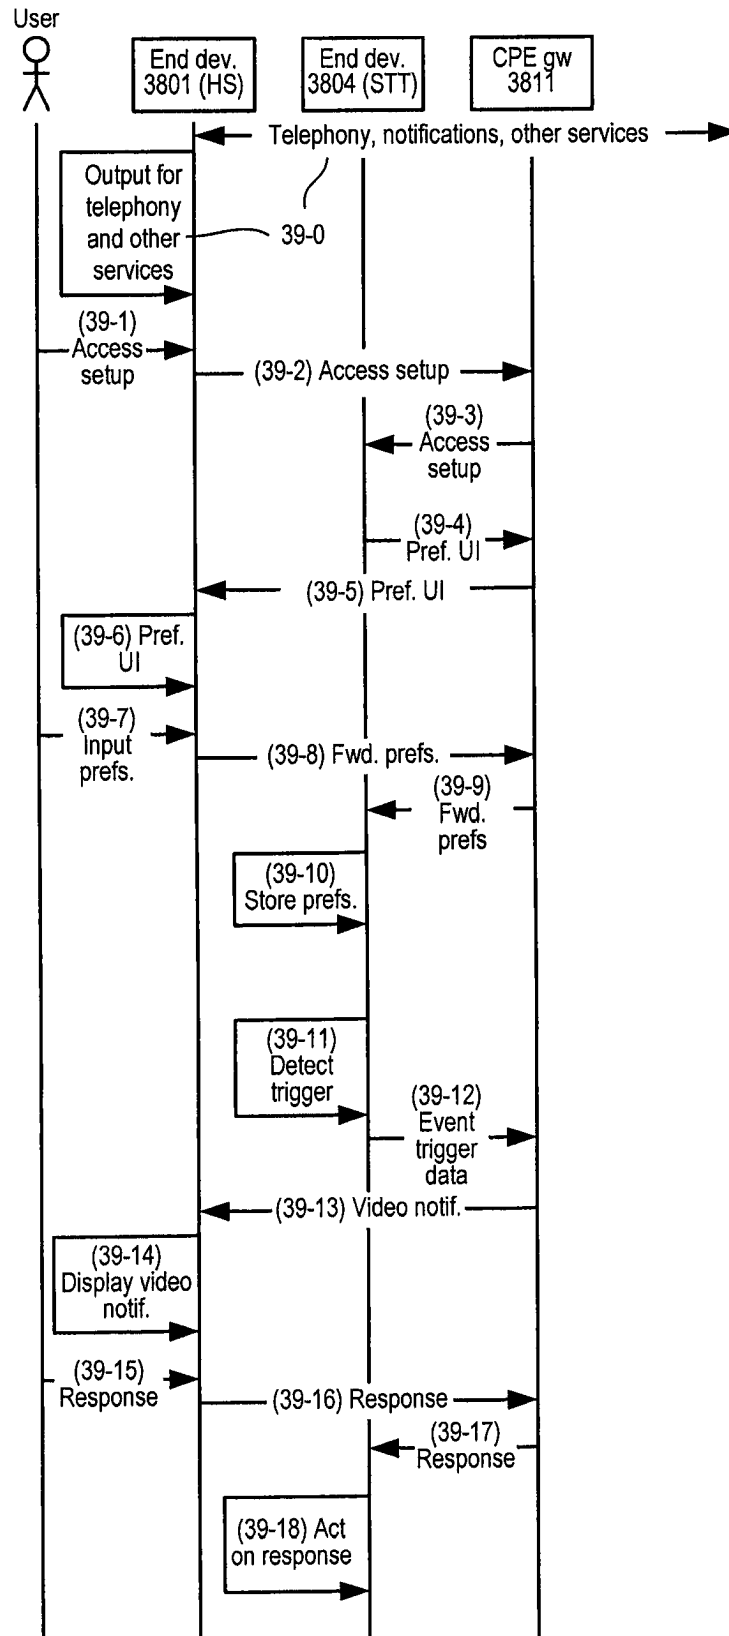 User
End dev.
3801 (HS)
End dev.
3804 (STT)
CPE gw
3811
Telephony, notifications, other services
Output for
telephony
and other
services
39-0
(39-1)
Access
setup
(39-2) Access setup
(39-3)
Access
setup
(39-4)
Pref. UI
(39-5) Pref. UI
(39-6) Pref.
UI
(39-7)
Input
prefs.
(39-8) Fwd. prefs.
(39-9)
Fwd.
prefs
(39-10)
Store prefs.
(39-11)
Detect
trigger
(39-12)
Event
trigger
data
(39-13) Video notif.
(39-14)
Display video
notif.
(39-15)
Response
(39-16) Response
(39-17)
Response
(39-18) Act
on response